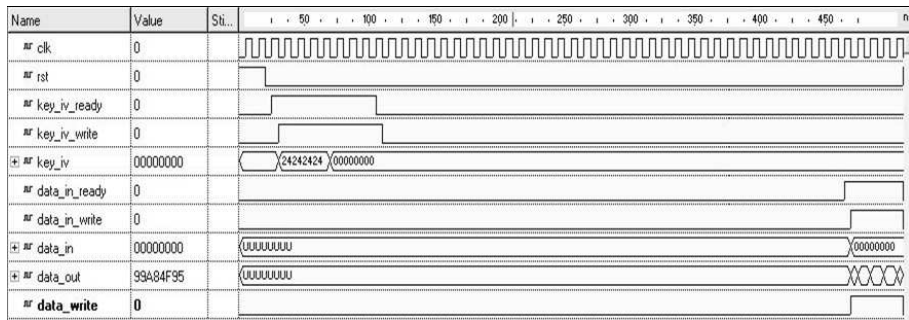 Name Value Sti... 50 100 150 200 250 300 350 400 450 n
clk 0
rst 0
key_iv_ready 0
key_iv_write 0
key_iv 00000000 24242424 00000000
data_in_ready 0
data_in_write 0
data_in 00000000 UUUUUUUU 00000000
data_out 99A84F95 UUUUUUUU
data_write 0